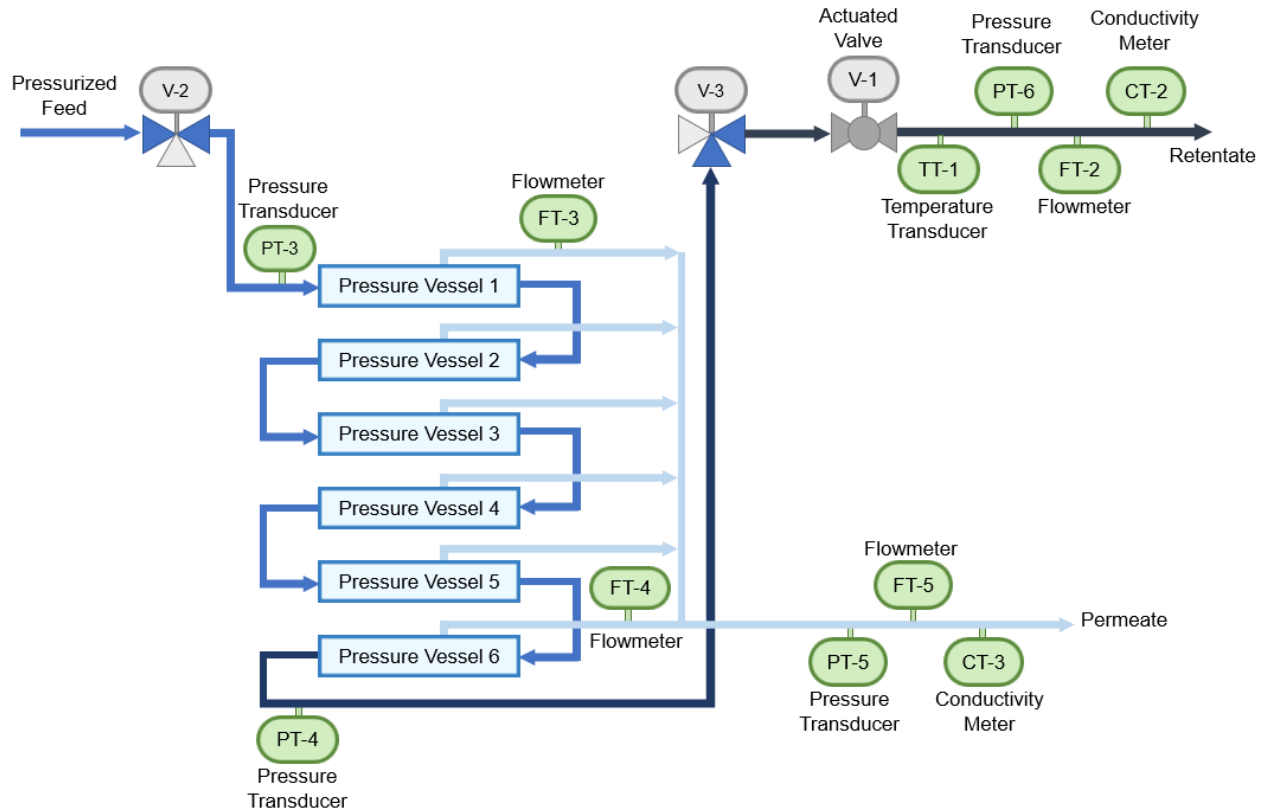 Actuated
Valve
Pressure
Transducer
Conductivity
Meter
Pressurized
Feed
V-2
V-3
V-1
PT-6
CT-2
TT-1
FT-2
Retentate
Temperature
Transducer
Flowmeter
Pressure
Transducer
PT-3
Flowmeter
FT-3
Pressure Vessel 1
Pressure Vessel 2
Pressure Vessel 3
Pressure Vessel 4
Pressure Vessel 5
Pressure Vessel 6
FT-4
Flowmeter
Flowmeter
FT-5
Permeate
PT-5
Pressure
Transducer
CT-3
Conductivity
Meter
PT-4
Pressure
Transducer